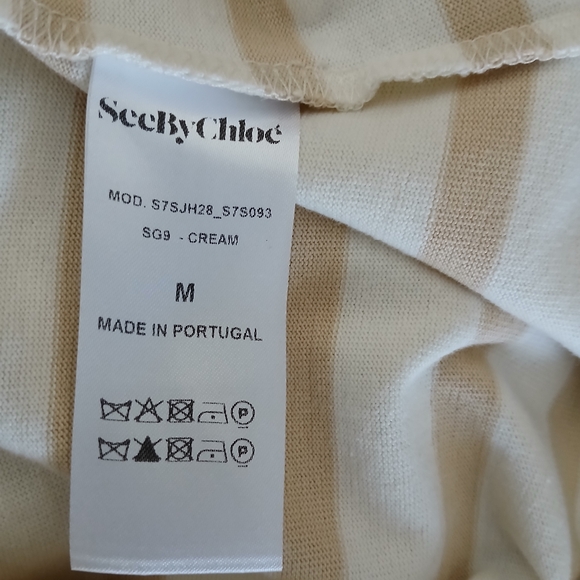 SeeByChloé
MOD. S7SJH28_S7S093
SG9 - CREAM
M
MADE IN PORTUGAL
P
P